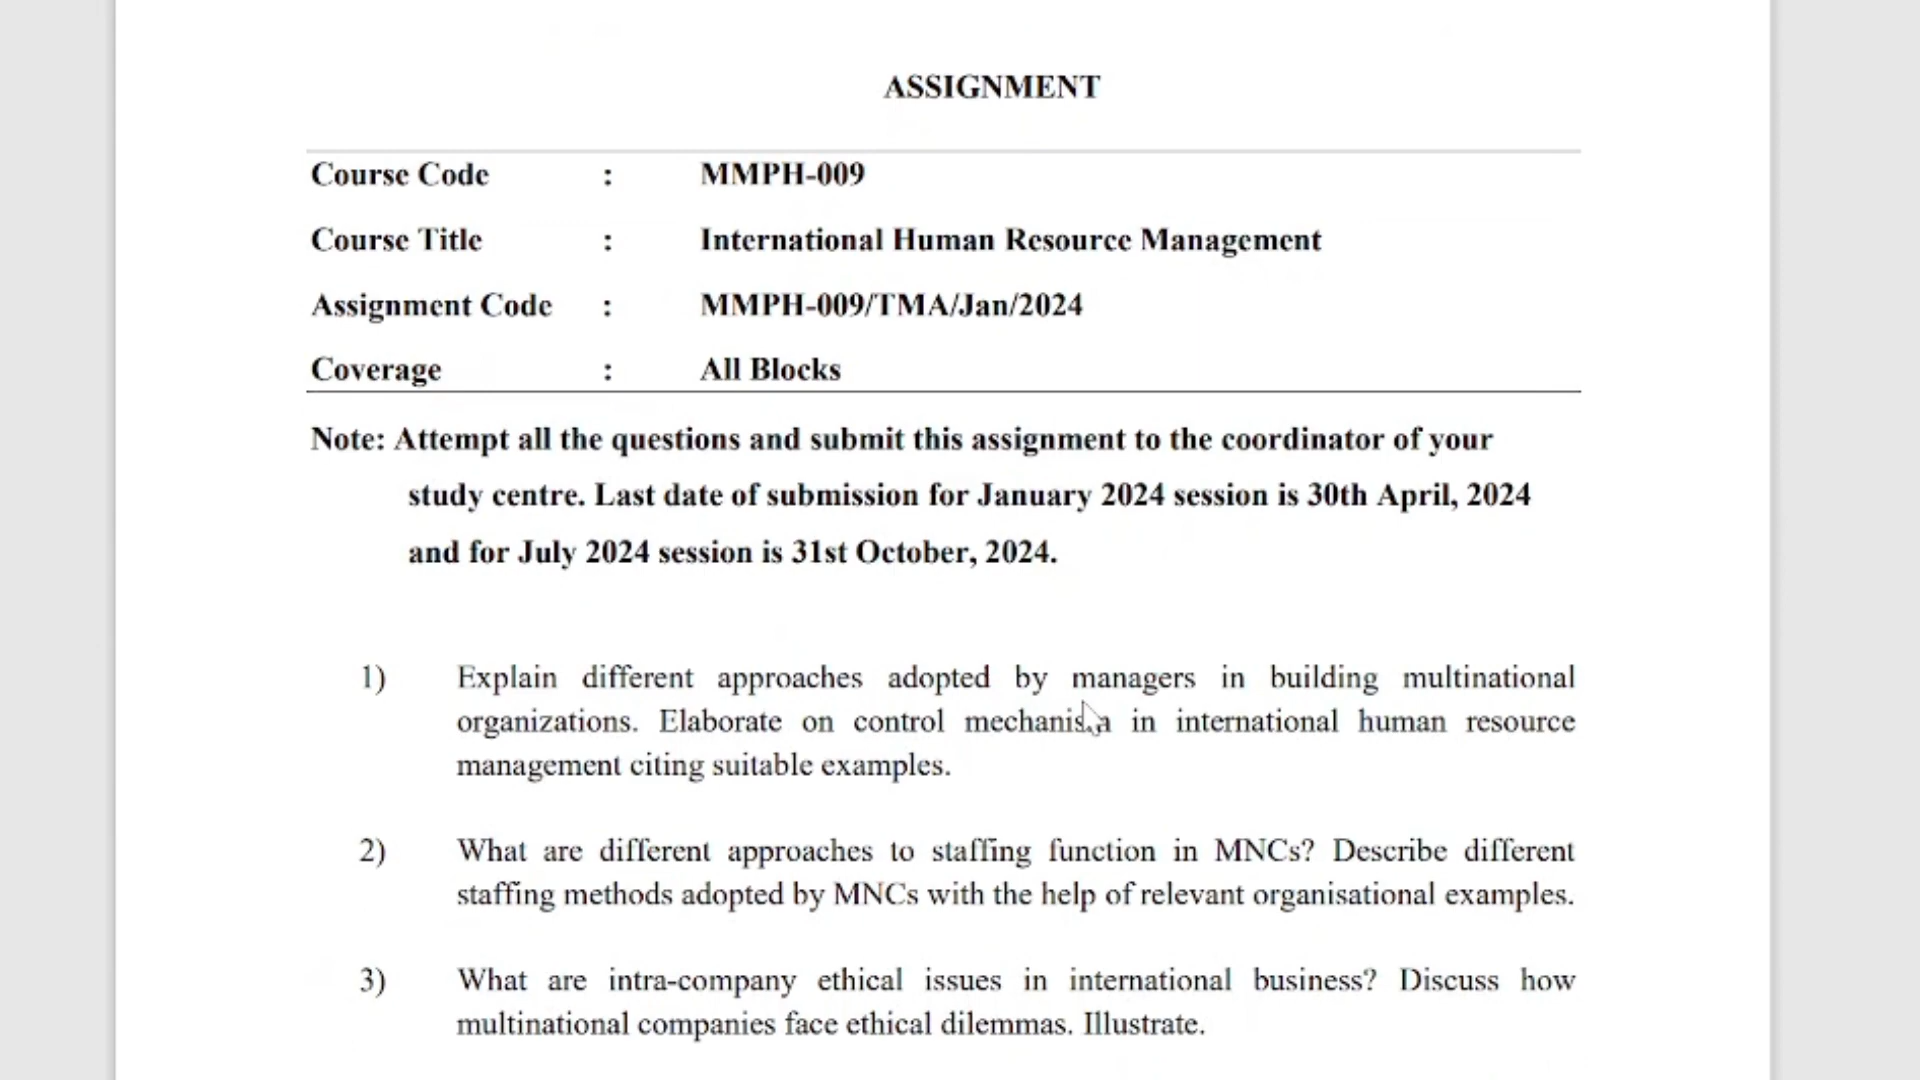 ASSIGNMENT
Course Code : MMPH-009
Course Title : International Human Resource Management
Assignment Code : MMPH-009/TMA/Jan/2024
Coverage : All Blocks
Note: Attempt all the questions and submit this assignment to the coordinator of your
study centre. Last date of submission for January 2024 session is 30th April, 2024
and for July 2024 session is 31st October, 2024.
1) Explain different approaches adopted by managers in building multinational
organizations. Elaborate on control in international human resource
management citing suitable examples.
2) What are different approaches to staffing function in MNCs? Describe different
staffing methods adopted by MNCs with the help of relevant organisational examples.
3) What are intra-company ethical issues in international business? Discuss how
multinational companies face ethical dilemmas. Illustrate.